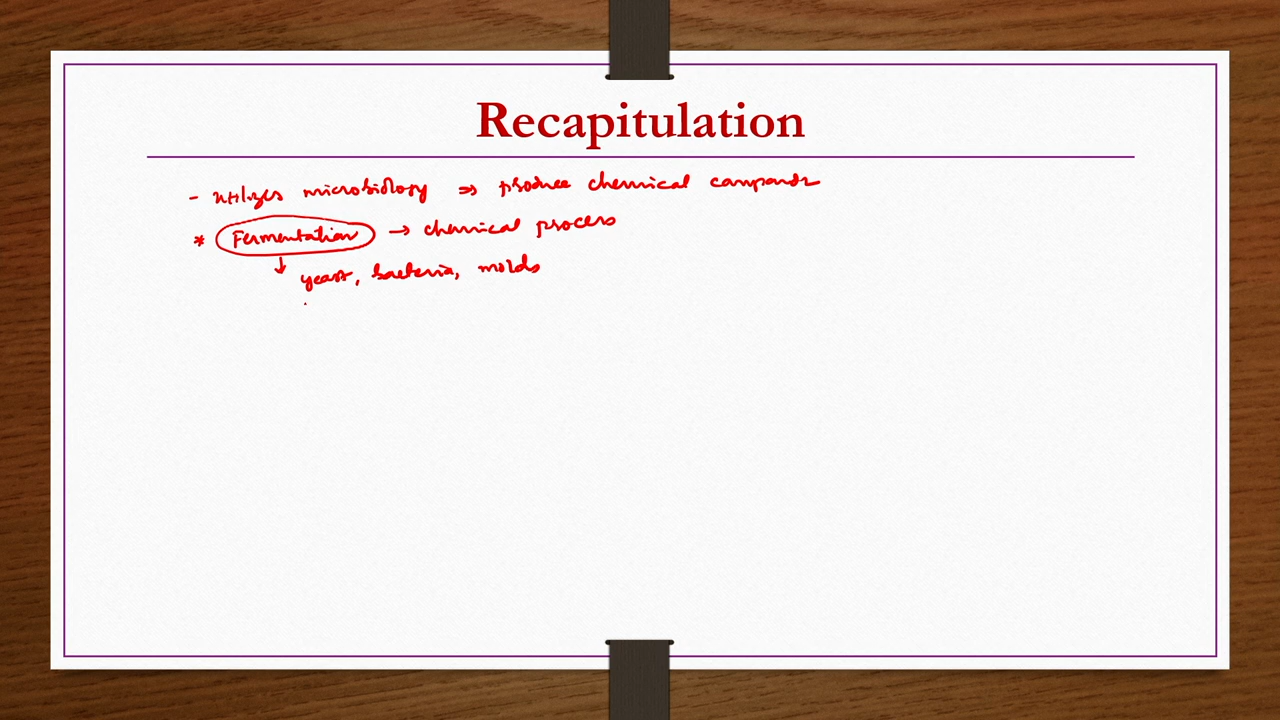 Recapitulation
- utilizes microbiology ⇒ produce chemical compounds
* Fermentation → chemical process
↓ yeast, bacteria, molds